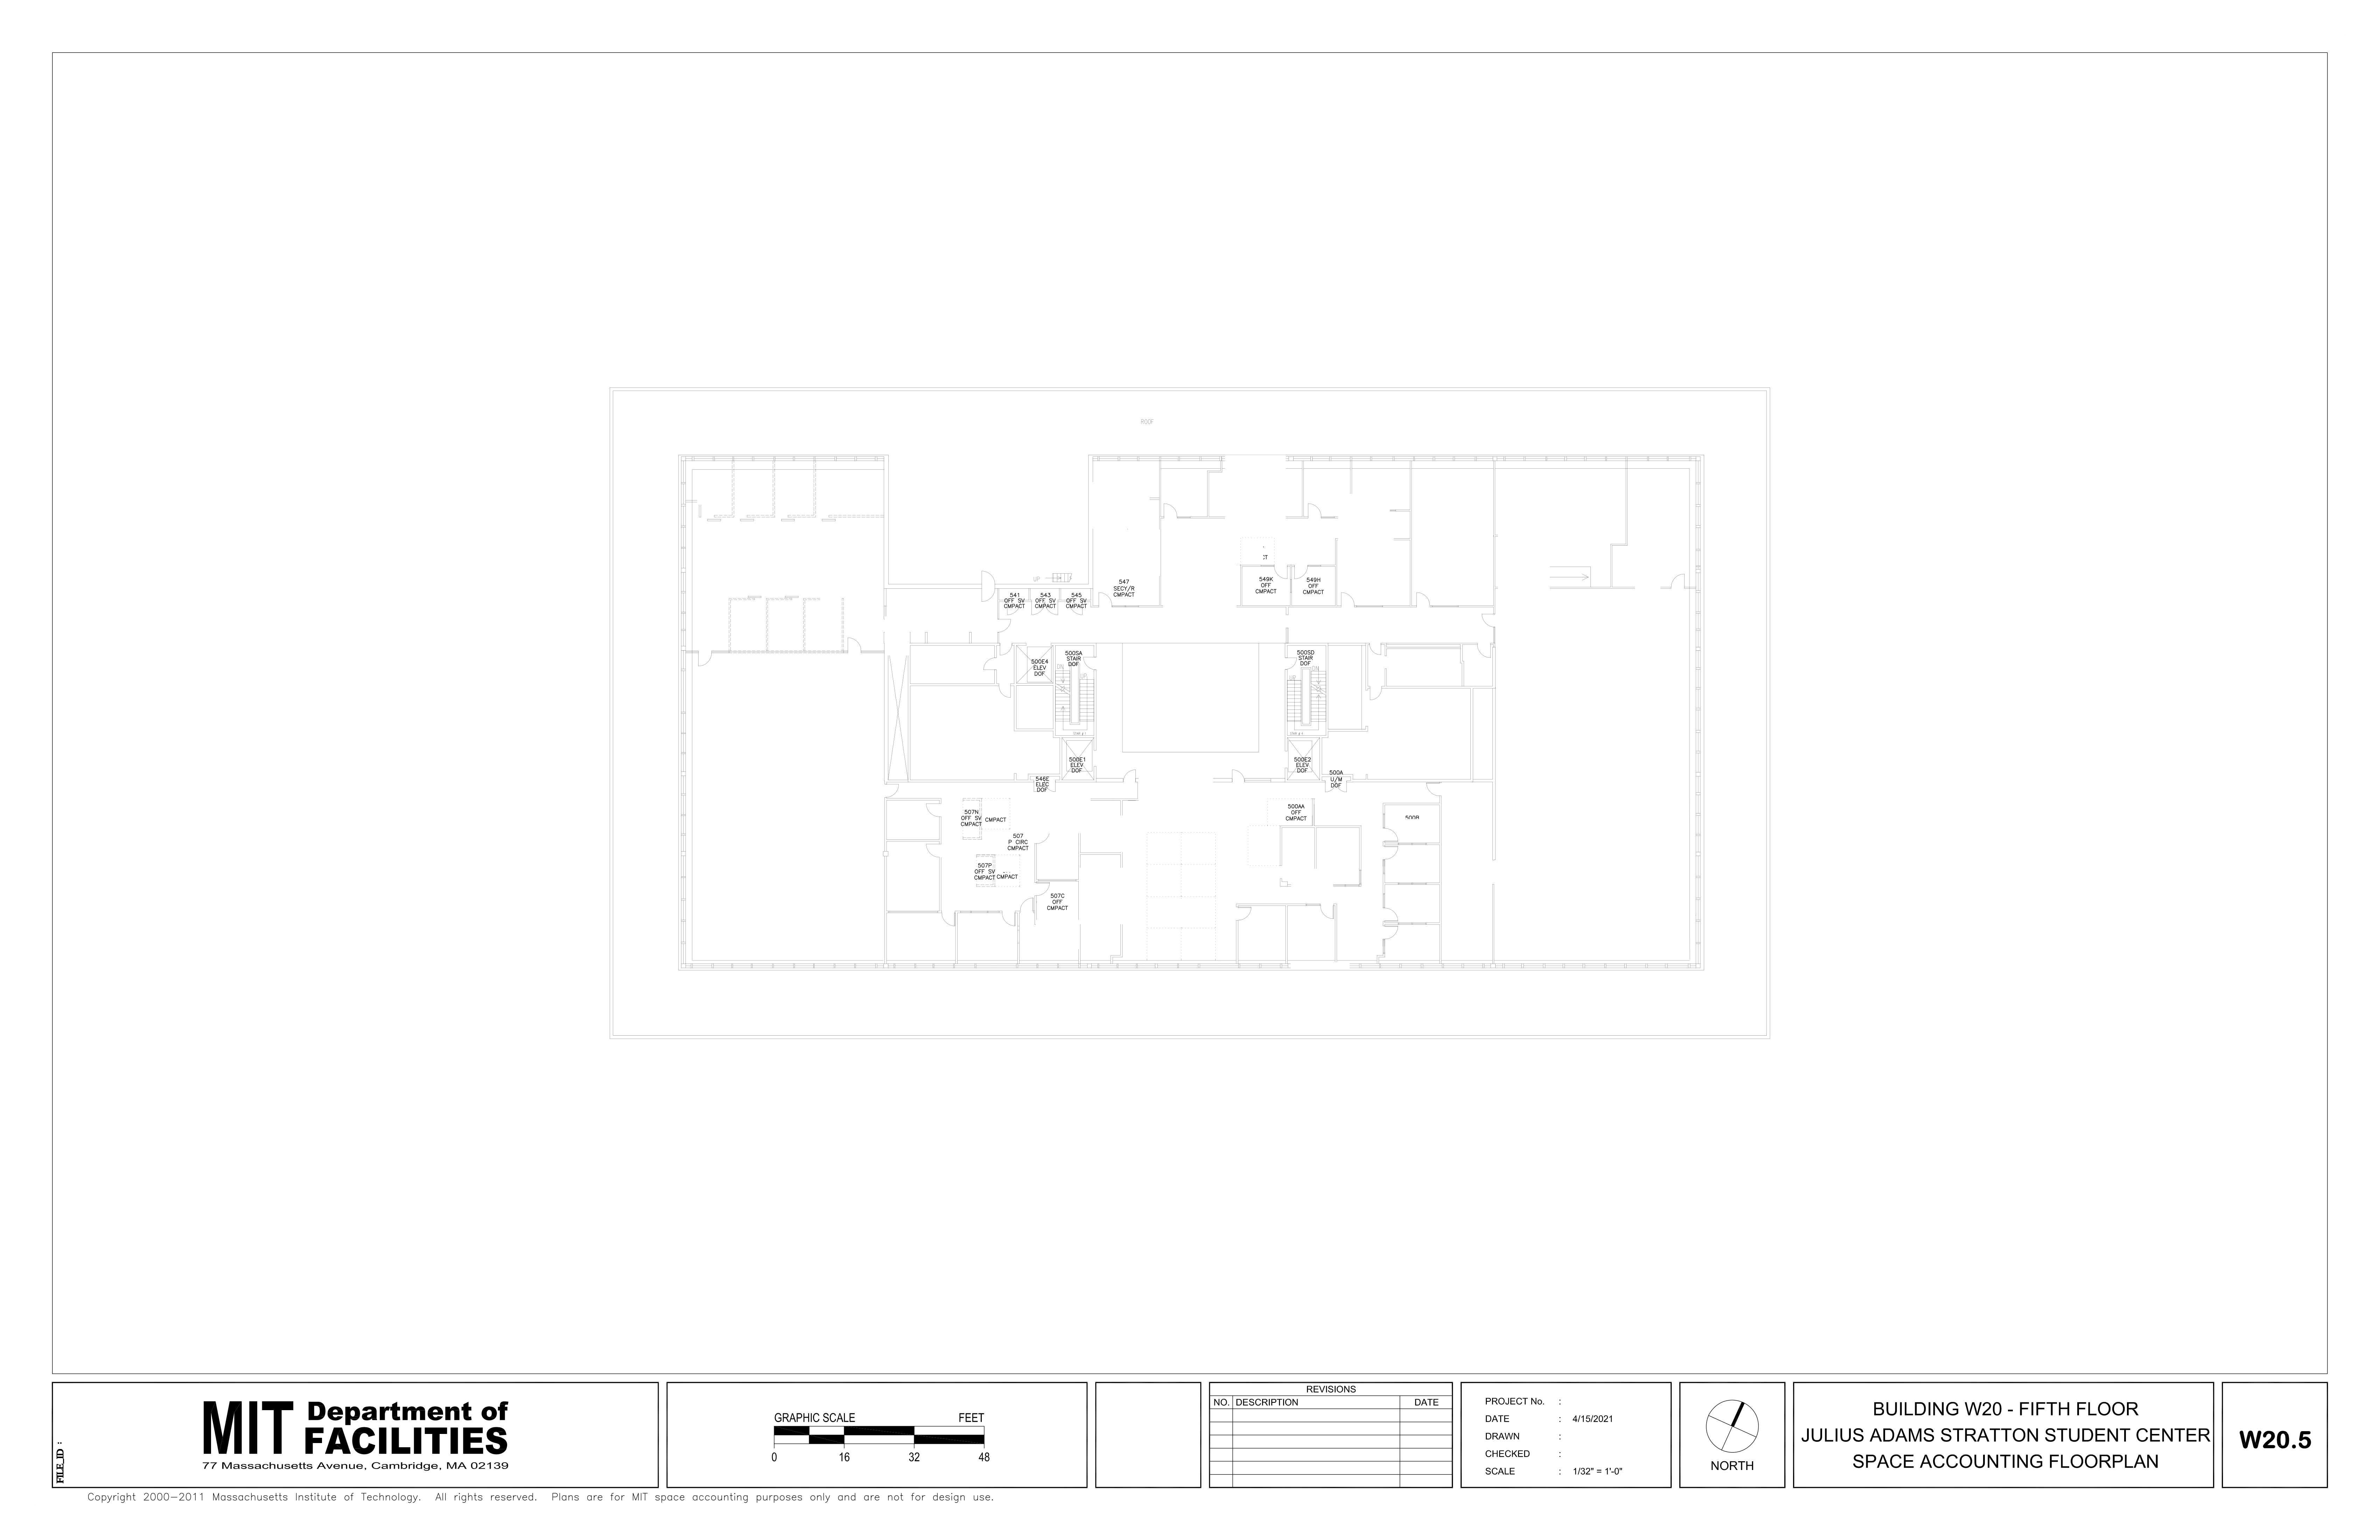 ROOF
UP
547
SECY/R
CMPACT
549K
OFF
CMPACT
549H
OFF
CMPACT
541
OFF SV
CMPACT
543
OFF SV
CMPACT
545
OFF SV
CMPACT
500E4
ELEV
DOF
500SA
STAIR
DOF
DN
UP
500SD
STAIR
DOF
DN
UP
500E1
ELEV
DOF
500E2
ELEV
DOF
546E
ELEC
DOF
500A
U/M
DOF
507N
OFF SV
CMPACT
CMPACT
507
P CIRC
CMPACT
507P
OFF SV
CMPACT
CMPACT
507C
OFF
CMPACT
500AA
OFF
CMPACT
MIT Department of
FACILITIES
77 Massachusetts Avenue, Cambridge, MA 02139
FILE_ID :
GRAPHIC SCALE FEET
0 16 32 48
REVISIONS
NO. DESCRIPTION DATE
PROJECT No. :
DATE : 4/15/2021
DRAWN :
CHECKED :
SCALE : 1/32" = 1'-0"
NORTH
BUILDING W20 - FIFTH FLOOR
JULIUS ADAMS STRATTON STUDENT CENTER
SPACE ACCOUNTING FLOORPLAN
W20.5
Copyright 2000-2011 Massachusetts Institute of Technology. All rights reserved. Plans are for MIT space accounting purposes only and are not for design use.